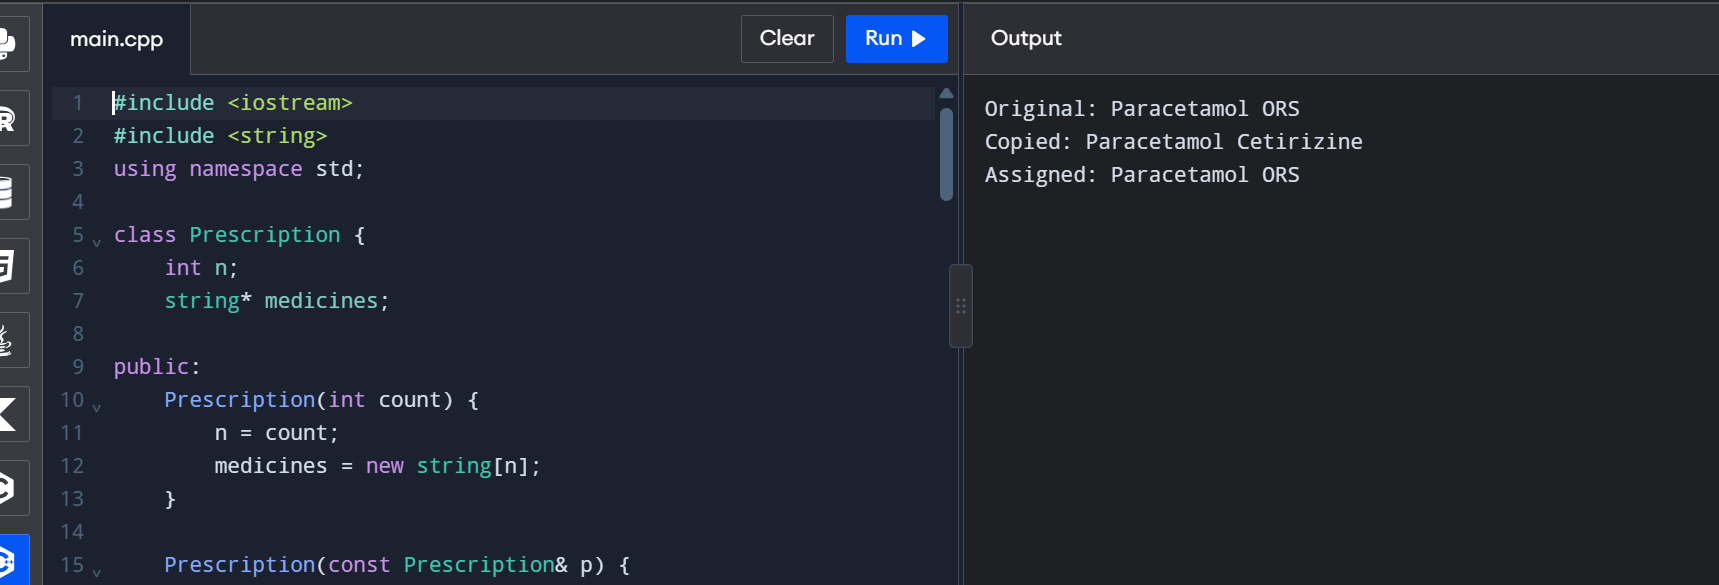 main.cpp
Clear
Run
Output
1 #include <iostream>
2 #include <string>
3 using namespace std;
4
5 class Prescription {
6     int n;
7     string* medicines;
8
9 public:
10     Prescription(int count) {
11         n = count;
12         medicines = new string[n];
13     }
14
15     Prescription(const Prescription& p) {
Original: Paracetamol ORS
Copied: Paracetamol Cetirizine
Assigned: Paracetamol ORS